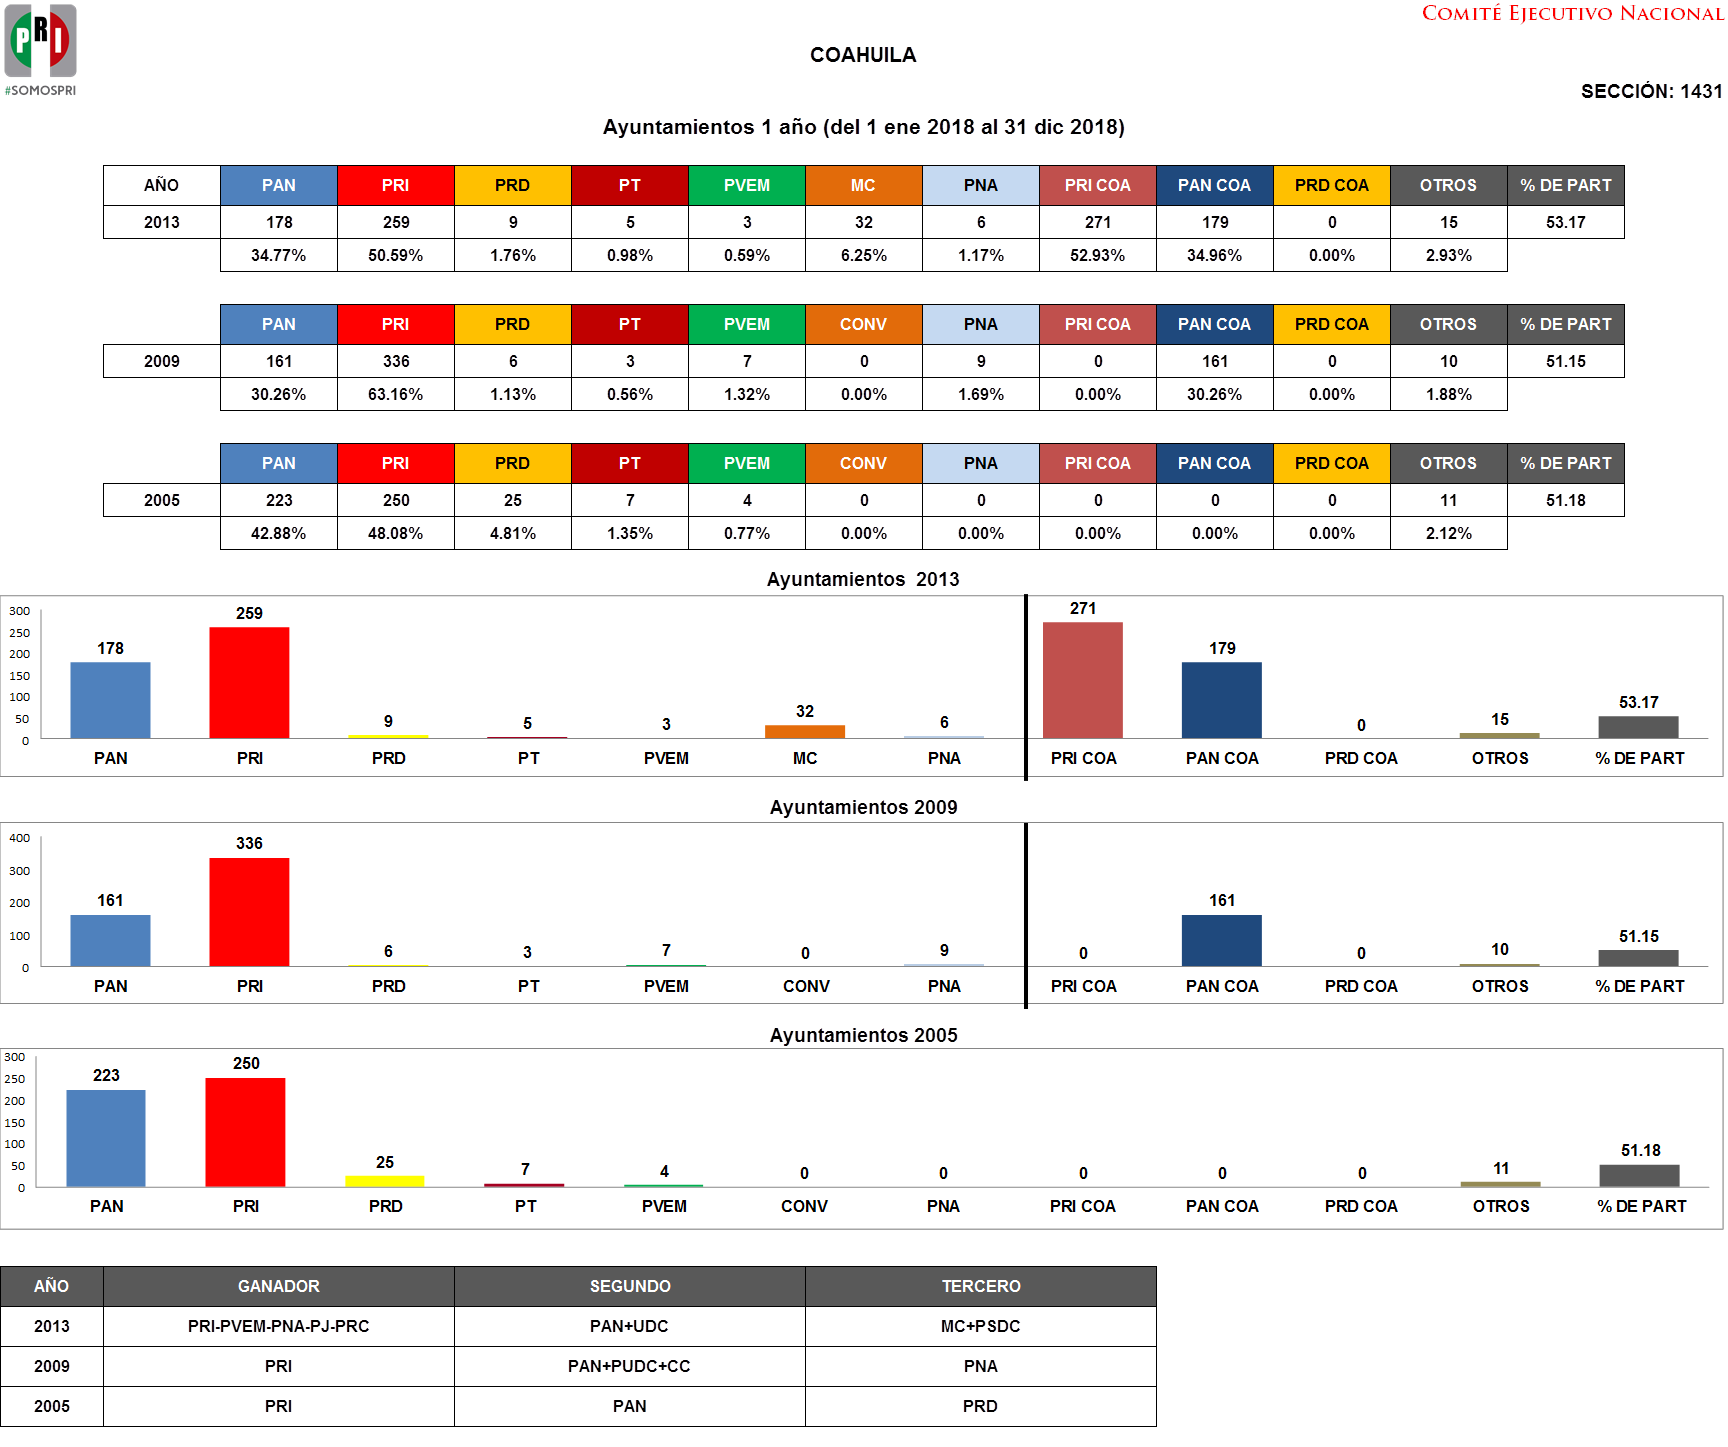 PRI
#SOMOSPRI
COMITÉ EJECUTIVO NACIONAL
COAHUILA
SECCIÓN: 1431
Ayuntamientos 1 año (del 1 ene 2018 al 31 dic 2018)
AÑO PAN PRI PRD PT PVEM MC PNA PRI COA PAN COA PRD COA OTROS % DE PART
2013 178 259 9 5 3 32 6 271 179 0 15 53.17
34.77% 50.59% 1.76% 0.98% 0.59% 6.25% 1.17% 52.93% 34.96% 0.00% 2.93%
PAN PRI PRD PT PVEM CONV PNA PRI COA PAN COA PRD COA OTROS % DE PART
2009 161 336 6 3 7 0 9 0 161 0 10 51.15
30.26% 63.16% 1.13% 0.56% 1.32% 0.00% 1.69% 0.00% 30.26% 0.00% 1.88%
PAN PRI PRD PT PVEM CONV PNA PRI COA PAN COA PRD COA OTROS % DE PART
2005 223 250 25 7 4 0 0 0 0 0 11 51.18
42.88% 48.08% 4.81% 1.35% 0.77% 0.00% 0.00% 0.00% 0.00% 0.00% 2.12%
Ayuntamientos 2013
300
250
200
150
100
50
0
178 259 9 5 3 32 6 271 179 0 15 53.17
PAN PRI PRD PT PVEM MC PNA PRI COA PAN COA PRD COA OTROS % DE PART
Ayuntamientos 2009
400
300
200
100
0
161 336 6 3 7 0 9 0 161 0 10 51.15
PAN PRI PRD PT PVEM CONV PNA PRI COA PAN COA PRD COA OTROS % DE PART
Ayuntamientos 2005
300
250
200
150
100
50
0
223 250 25 7 4 0 0 0 0 0 11 51.18
PAN PRI PRD PT PVEM CONV PNA PRI COA PAN COA PRD COA OTROS % DE PART
AÑO GANADOR SEGUNDO TERCERO
2013 PRI-PVEM-PNA-PJ-PRC PAN+UDC MC+PSDC
2009 PRI PAN+PUDC+CC PNA
2005 PRI PAN PRD